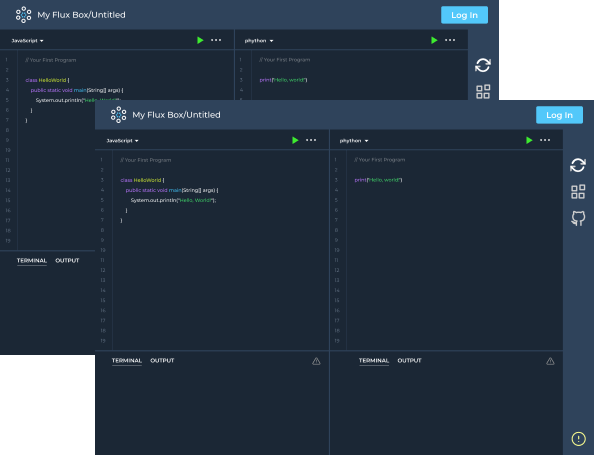 My Flux Box/Untitled
Log In
JavaScript
phython
1 // Your First Program
2
3 class HelloWorld {
4 public static void main(String[] args) {
5 System.out.println("Hello, World!");
6 }
7 }
8
9
10
11
12
13
14
15
16
17
18
19
1 // Your First Program
2
3 print("Hello, world!")
4
TERMINAL OUTPUT
My Flux Box/Untitled
Log In
JavaScript
phython
1 // Your First Program
2
3 class HelloWorld {
4 public static void main(String[] args) {
5 System.out.println("Hello, World!");
6 }
7 }
8
9
10
11
12
13
14
15
16
17
18
19
1 // Your First Program
2
3 print("Hello, world!")
4
5
6
7
8
9
10
11
12
13
14
15
16
17
18
19
TERMINAL OUTPUT
TERMINAL OUTPUT